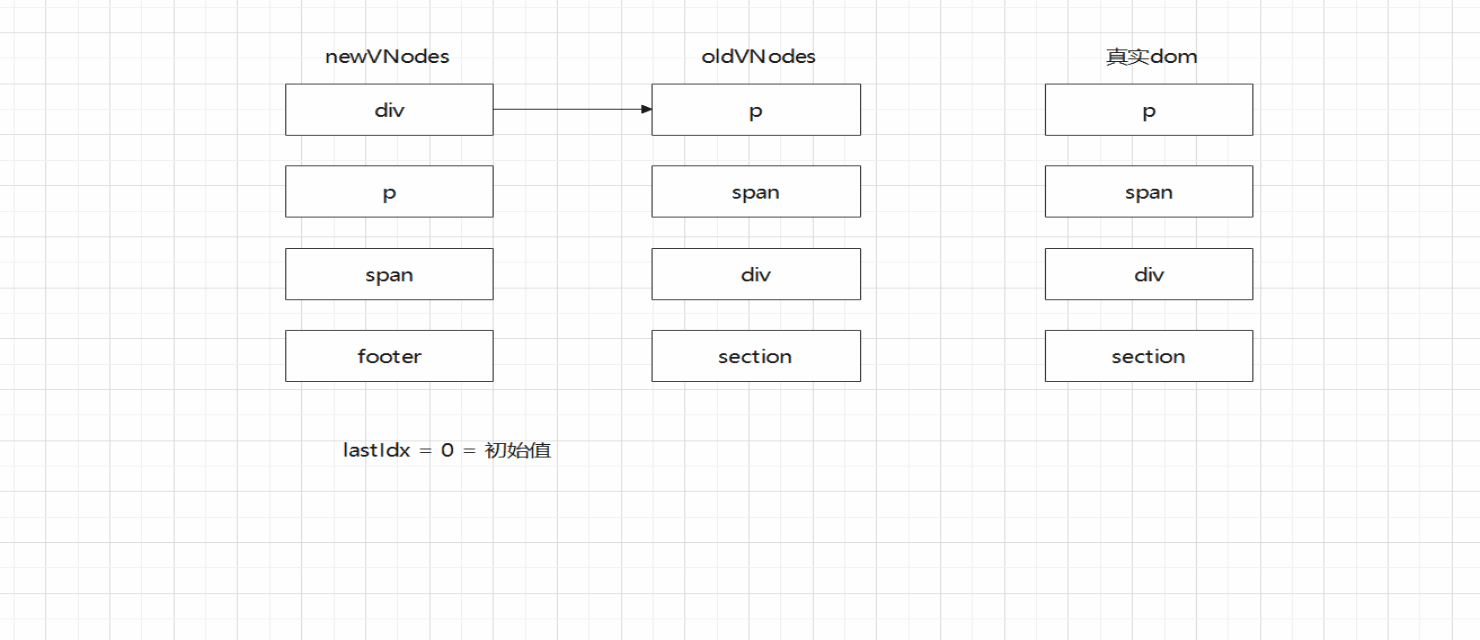 newVNodes oldVNodes 真实dom
div p p
p span span
span div div
footer section section
lastIdx = 0 = 初始值